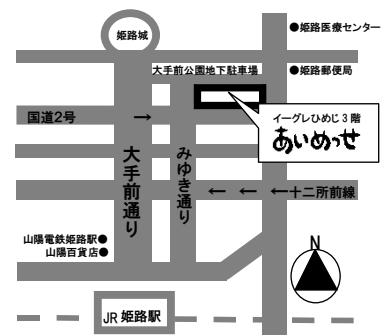 姫路城
●姫路医療センター
大手前公園地下駐車場
●姫路郵便局
イーグレひめじ3階
あいめっせ
国道2号
→
大手前通り
みゆき通り
← ← ←十二所前線
山陽電鉄姫路駅●
山陽百貨店●
N
JR 姫路駅